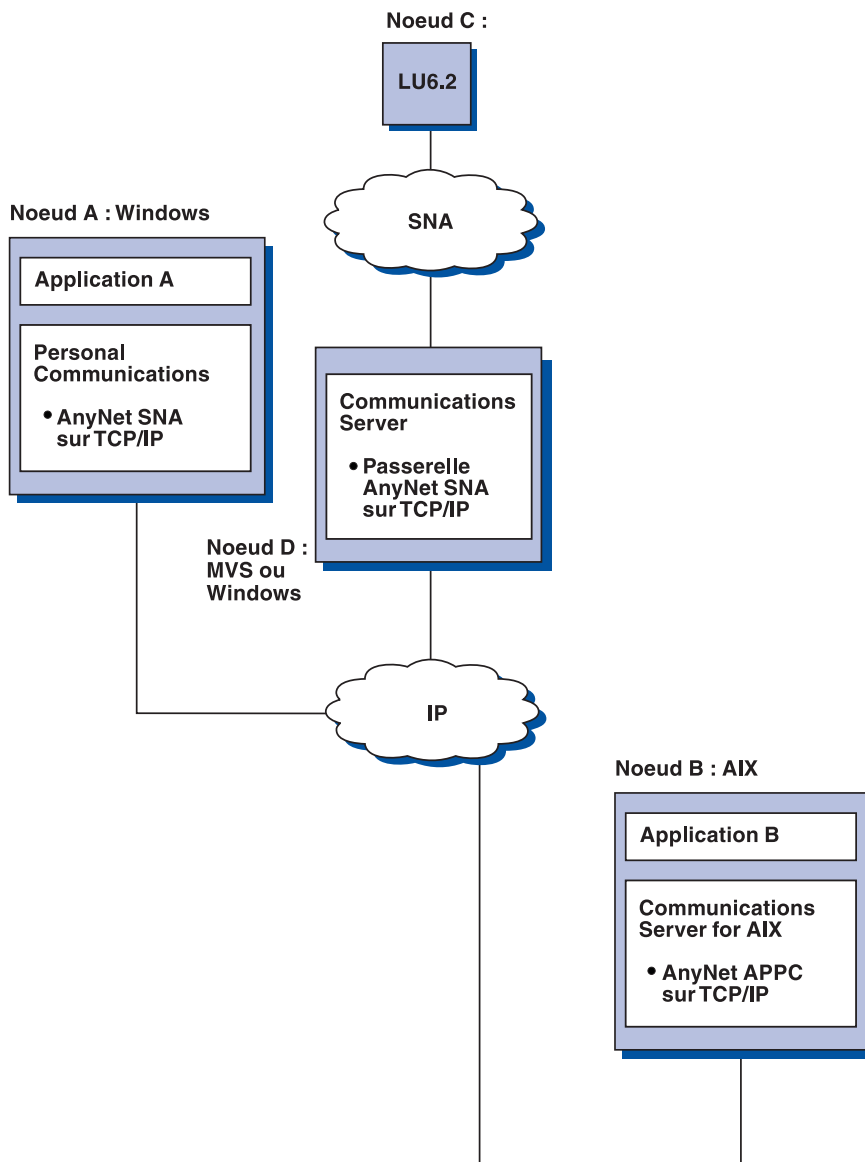 Noeud C :
LU6.2
SNA
Noeud A : Windows
Application A
Personal
Communications
• AnyNet SNA
sur TCP/IP
Communications
Server
• Passerelle
AnyNet SNA
sur TCP/IP
Noeud D :
MVS ou
Windows
IP
Noeud B : AIX
Application B
Communications
Server for AIX
• AnyNet APPC
sur TCP/IP